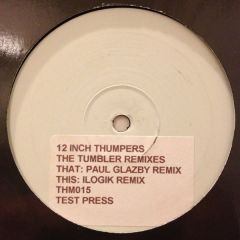 12 INCH THUMPERS
THE TUMBLER REMIXES
THAT: PAUL GLAZBY REMIX
THIS: ILOGIK REMIX
THM015
TEST PRESS